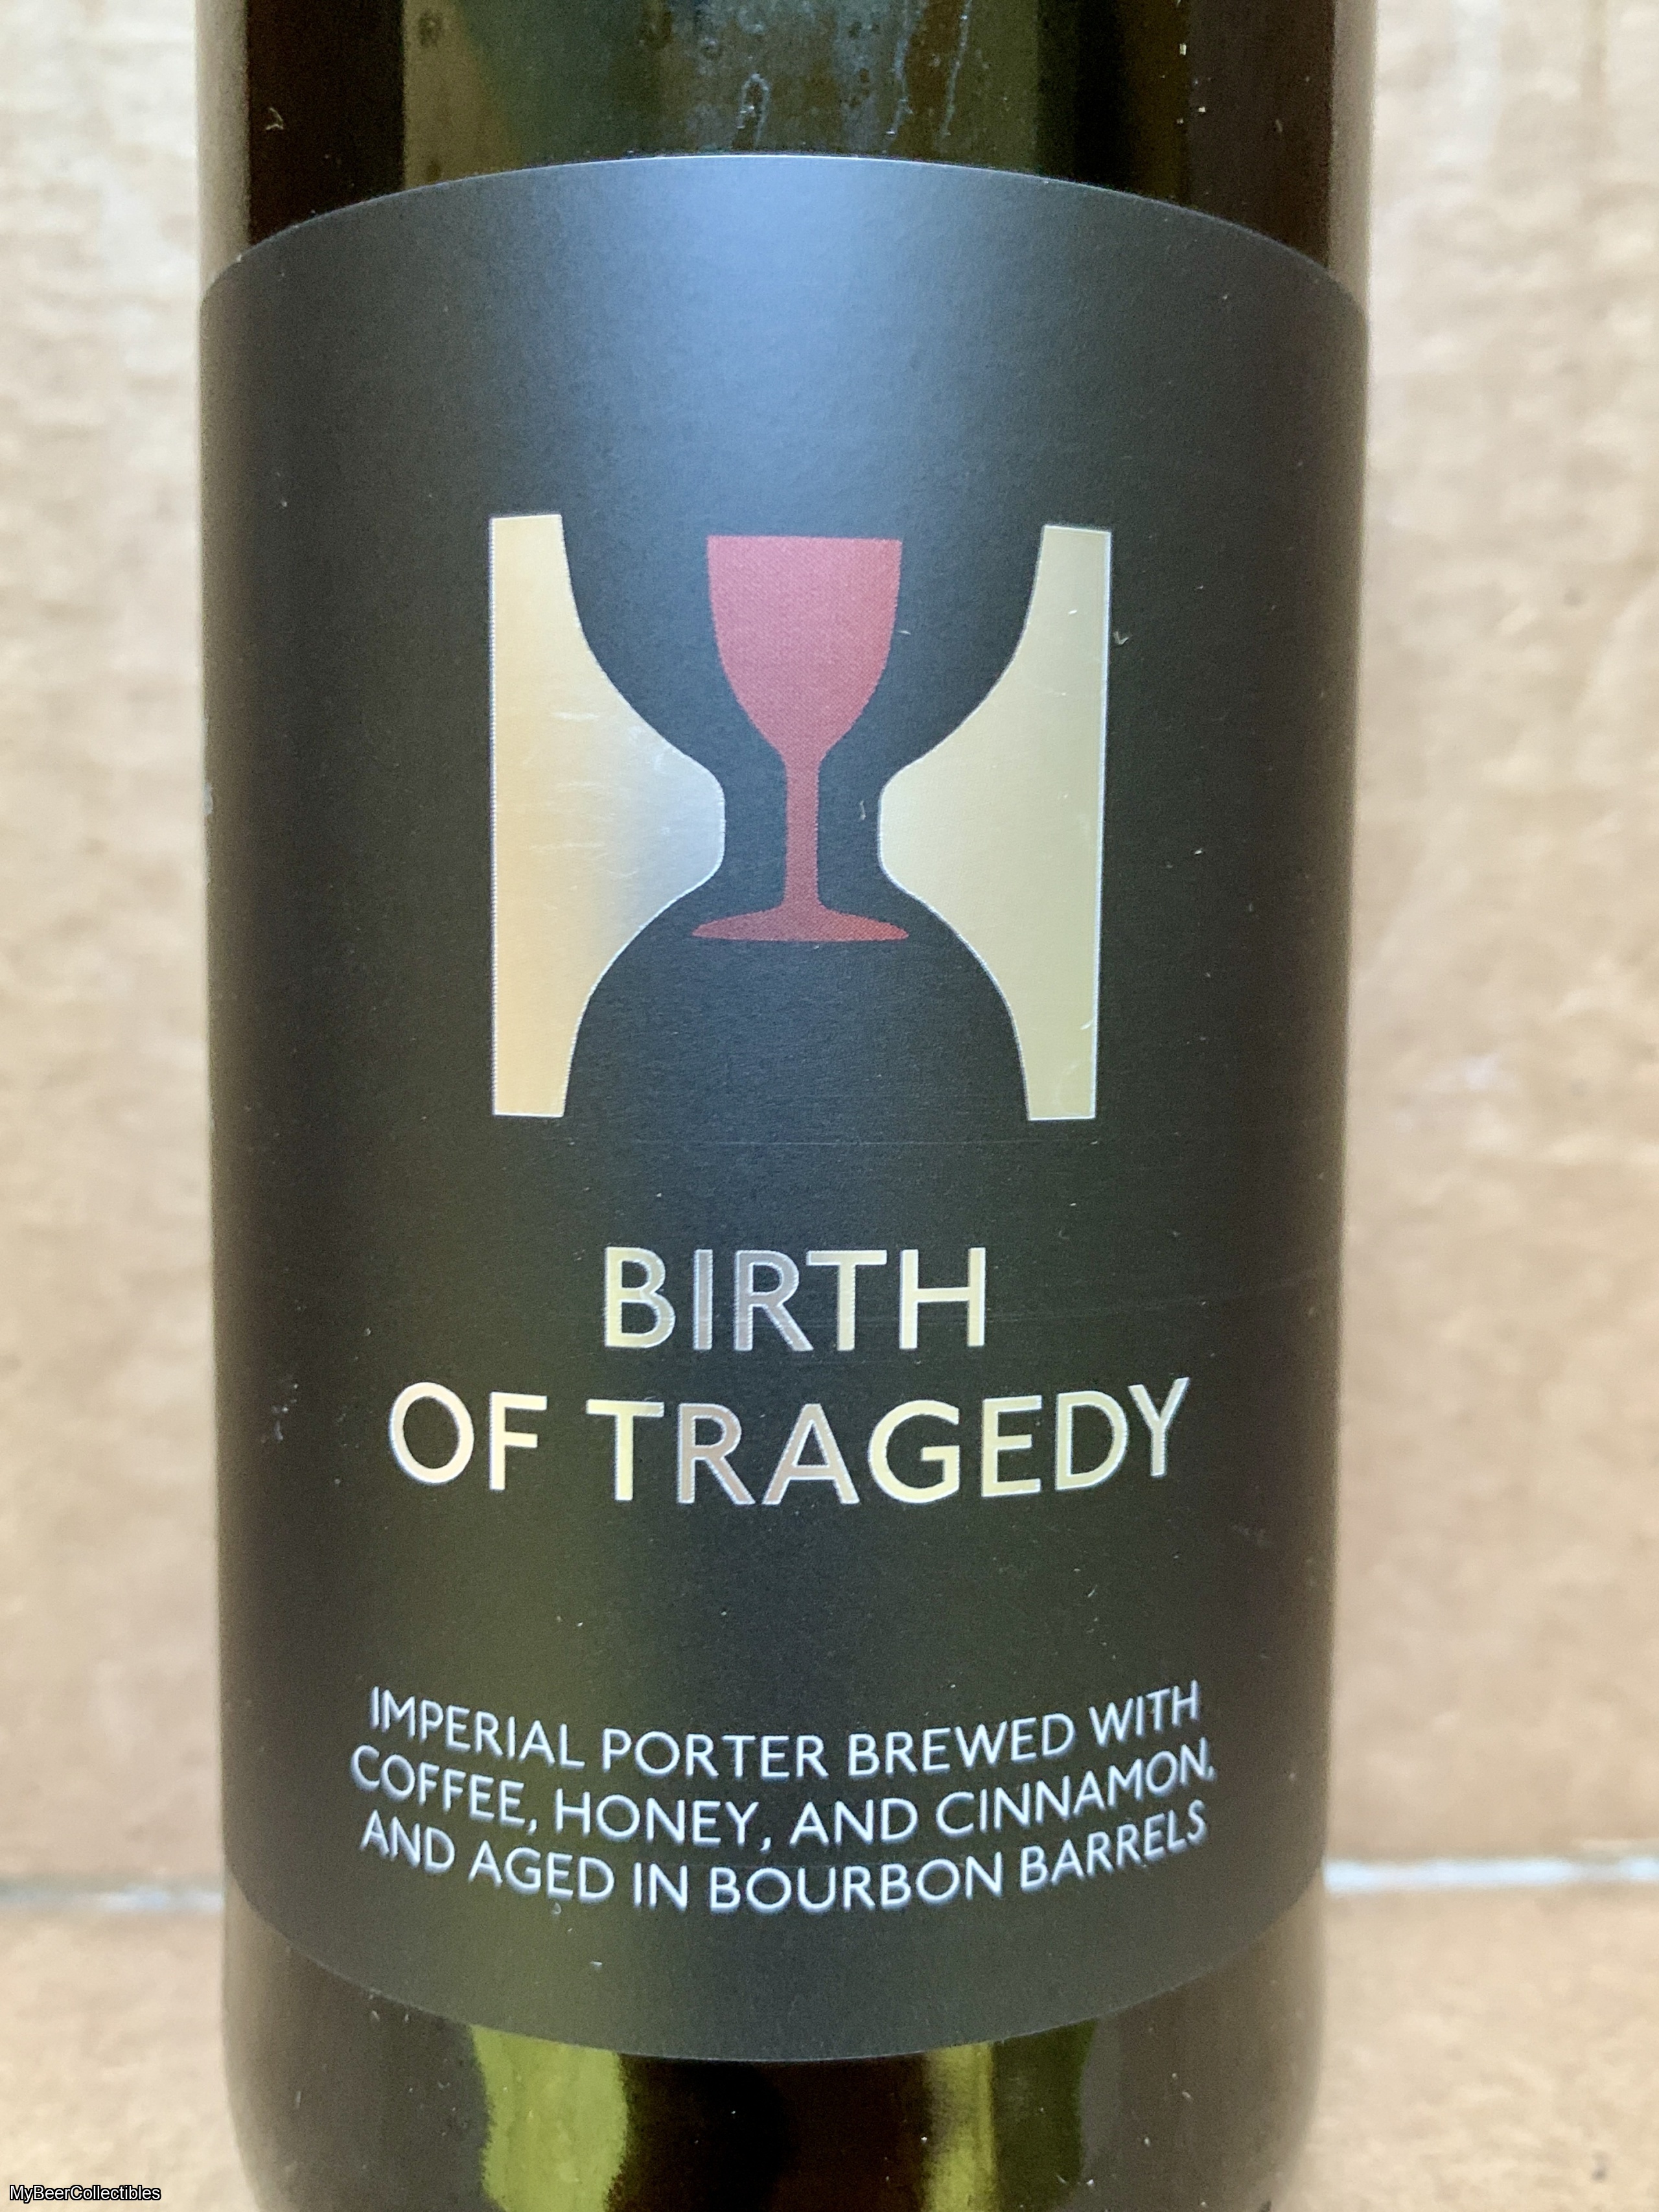 BIRTH
OF TRAGEDY
IMPERIAL PORTER BREWED WITH
COFFEE, HONEY, AND CINNAMON,
AND AGED IN BOURBON BARRELS
MyBeerCollectibles